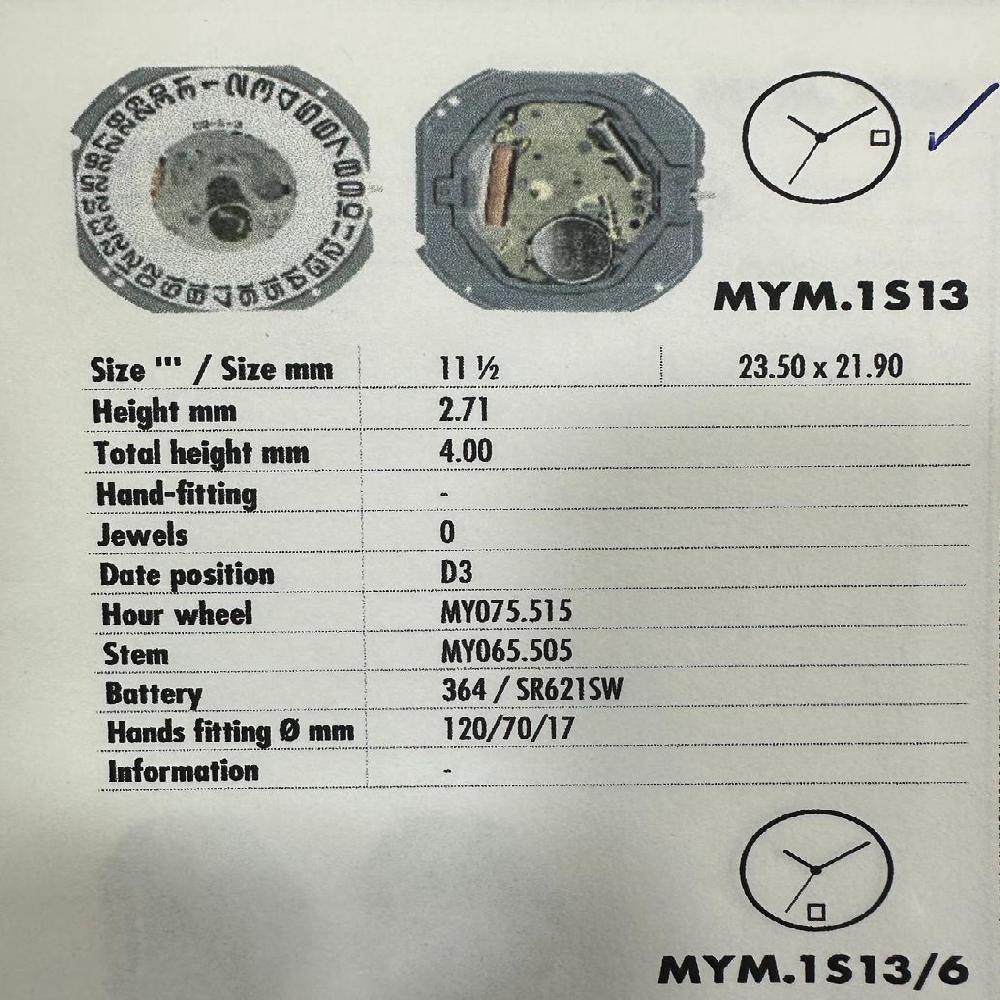 MYM.1S13
Size ''' / Size mm 11 ½ 23.50 x 21.90
Height mm 2.71
Total height mm 4.00
Hand-fitting -
Jewels 0
Date position D3
Hour wheel MY075.515
Stem MY065.505
Battery 364 / SR621SW
Hands fitting Ø mm 120/70/17
Information -
MYM.1S13/6